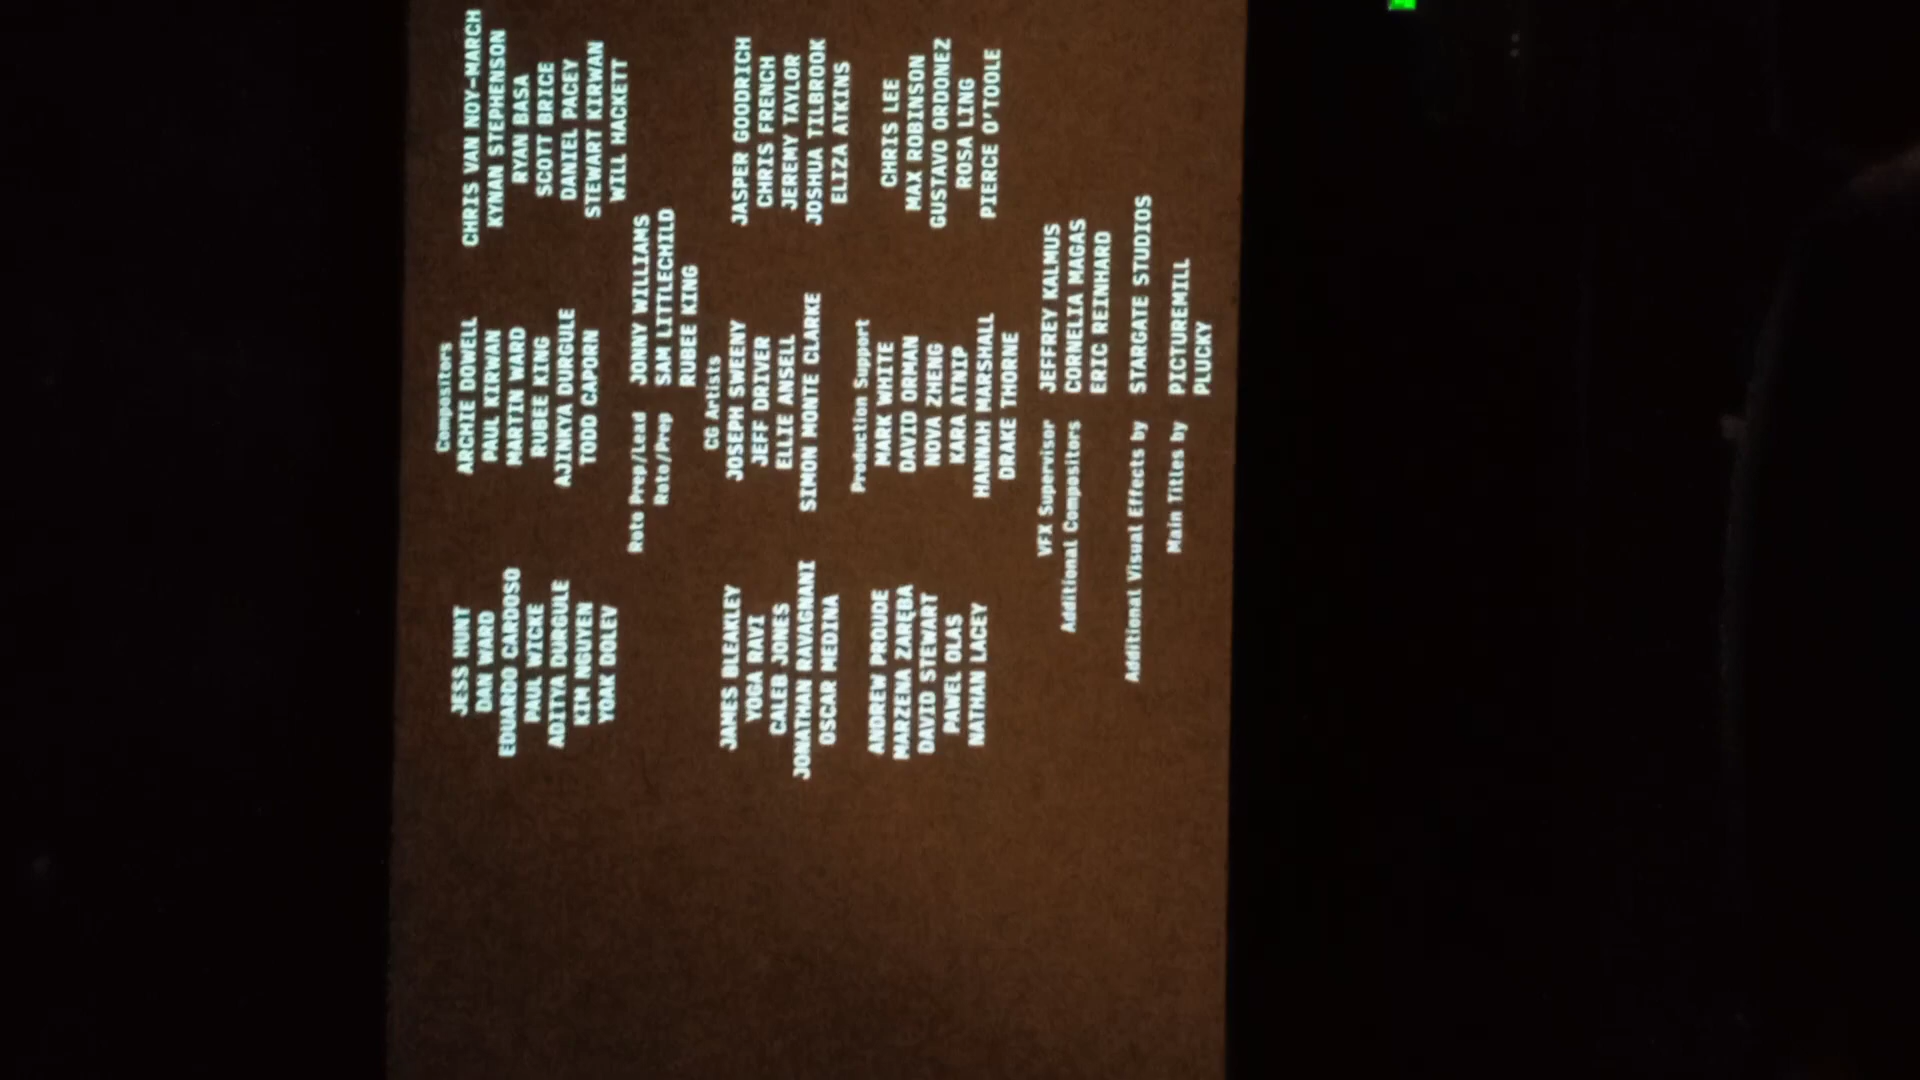 Compositors
JESS HUNT ARCHIE DOWELL CHRIS VAN NOY-MARCH
DAN WARD PAUL KIRWAN KYNAN STEPHENSON
EDUARDO CARDOSO MARTIN WARD RYAN BASA
PAUL WICKE RUBEE KING SCOTT BRICE
ADITYA DURGULE AJINKYA DURGULE DANIEL PACEY
KIM NGUYEN TODD CAPORN STEWART KIRWAN
YOAK DOLEV WILL HACKETT
Roto Prep/Lead JONNY WILLIAMS
Roto/Prep SAM LITTLECHILD
RUBEE KING
CG Artists
JAMES BLEAKLEY JOSEPH SWEENY JASPER GOODRICH
YOGA RAVI JEFF DRIVER CHRIS FRENCH
CALEB JONES ELLIE ANSELL JEREMY TAYLOR
JONATHAN RAVAGNANI SIMON MONTE CLARKE JOSHUA TILBROOK
OSCAR MEDINA ELIZA ATKINS
Production Support
ANDREW PROUDE MARK WHITE CHRIS LEE
MARZENA ZARĘBA DAVID ORMAN MAX ROBINSON
DAVID STEWART NOVA ZHENG GUSTAVO ORDONEZ
PAWEL OLAS KARA ATNIP ROSA LING
NATHAN LACEY HANNAH MARSHALL PIERCE O'TOOLE
DRAKE THORNE
VFX Supervisor JEFFREY KALMUS
Additional Compositors CORNELIA MAGAS
ERIC REINHARD
Additional Visual Effects by STARGATE STUDIOS
Main Titles by PICTUREMILL
PLUCKY